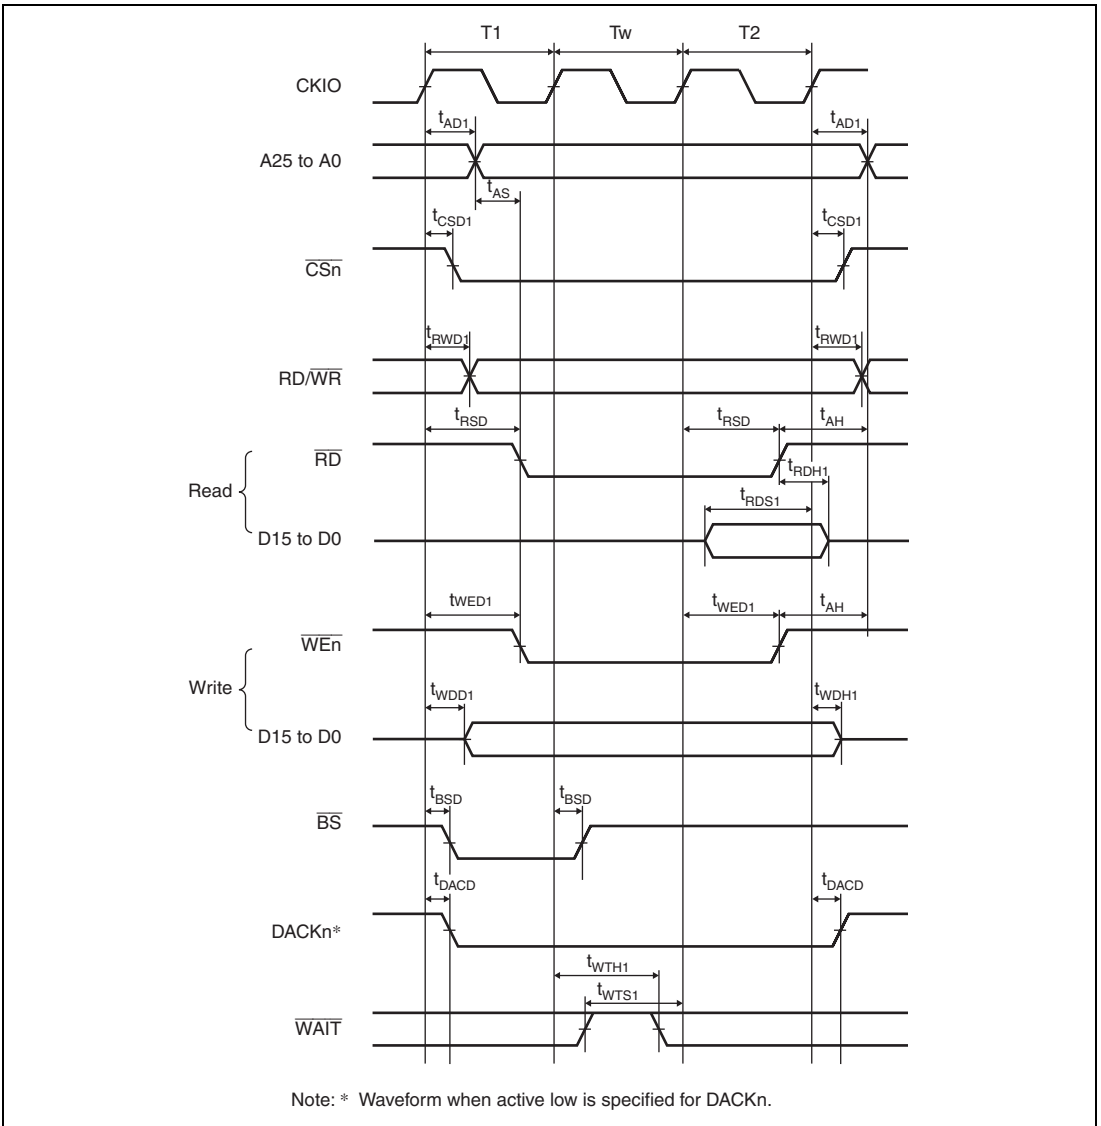 T1 Tw T2
CKIO
tAD1 tAD1
A25 to A0
tAS
tCSD1 tCSD1
CSn
tRWD1 tRWD1
RD/WR
tRSD tRSD tAH
RD
tRDH1
Read
tRDS1
D15 to D0
tWED1 tWED1 tAH
WEn
Write
tWDD1 tWDH1
D15 to D0
tBSD tBSD
BS
tDACD tDACD
DACKn*
tWTH1
tWTS1
WAIT
Note: * Waveform when active low is specified for DACKn.